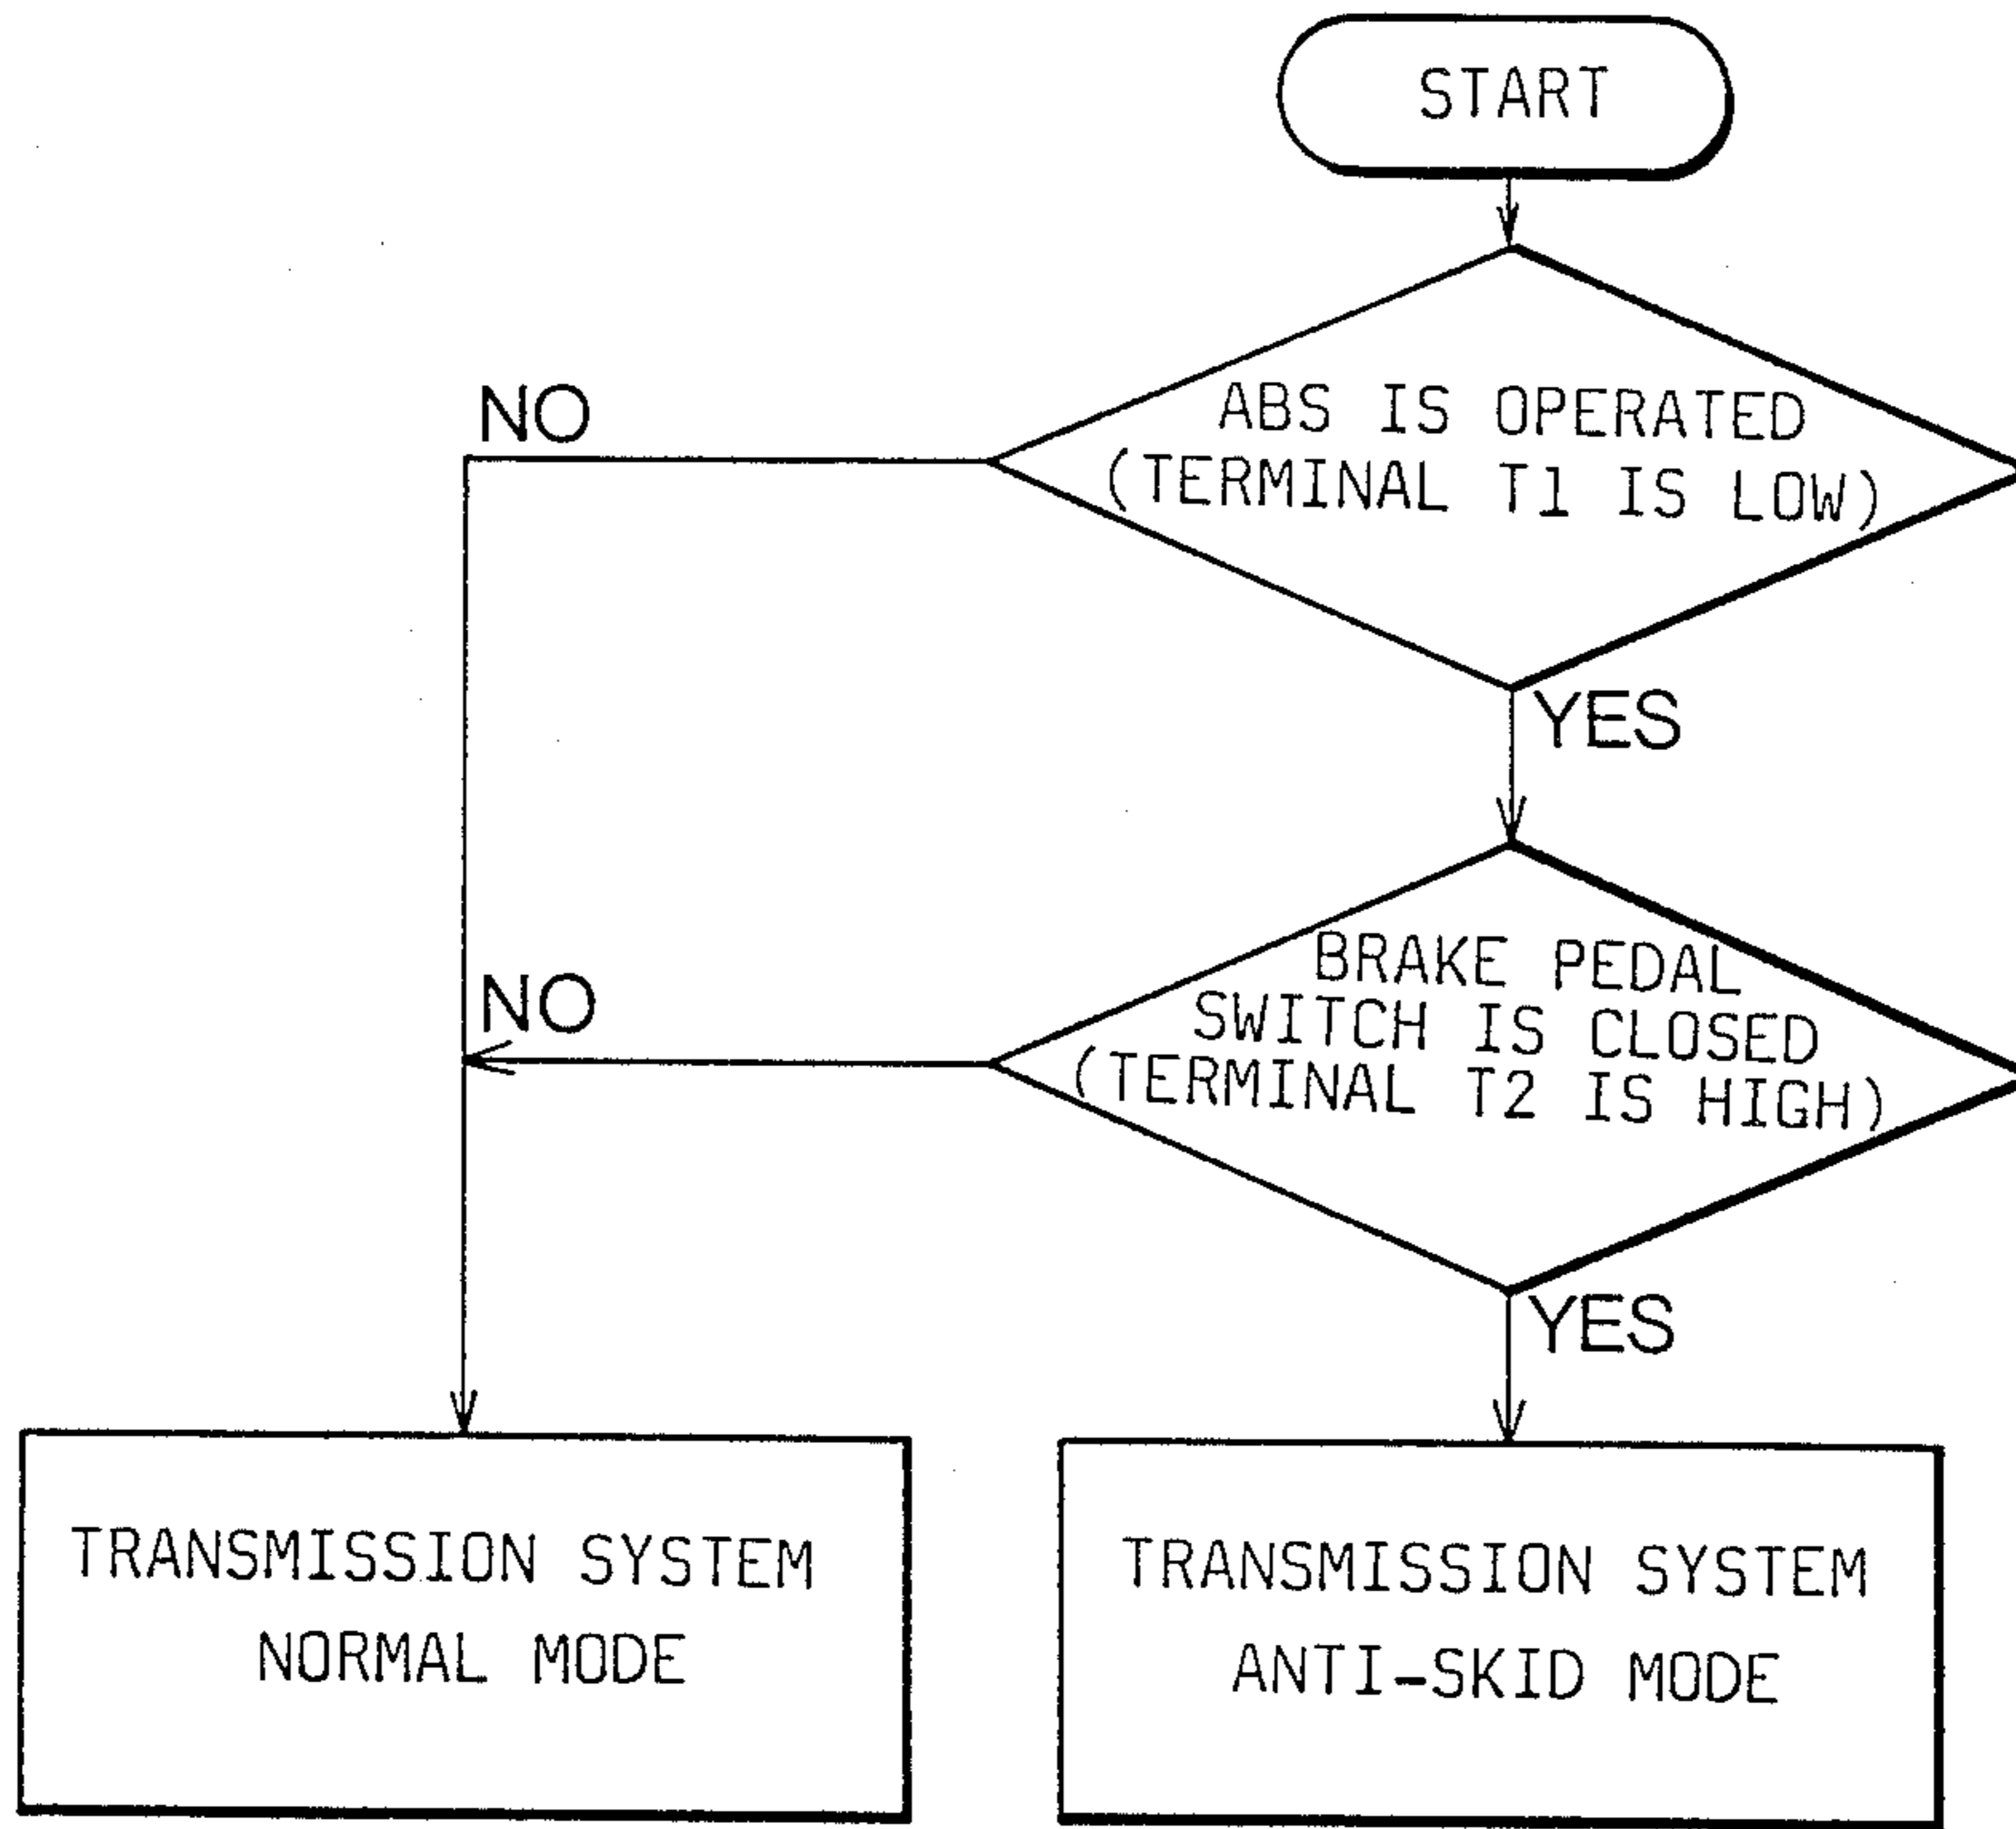 START
NO
ABS IS OPERATED
(TERMINAL T1 IS LOW)
YES
NO
BRAKE PEDAL
SWITCH IS CLOSED
(TERMINAL T2 IS HIGH)
YES
TRANSMISSION SYSTEM
NORMAL MODE
TRANSMISSION SYSTEM
ANTI-SKID MODE